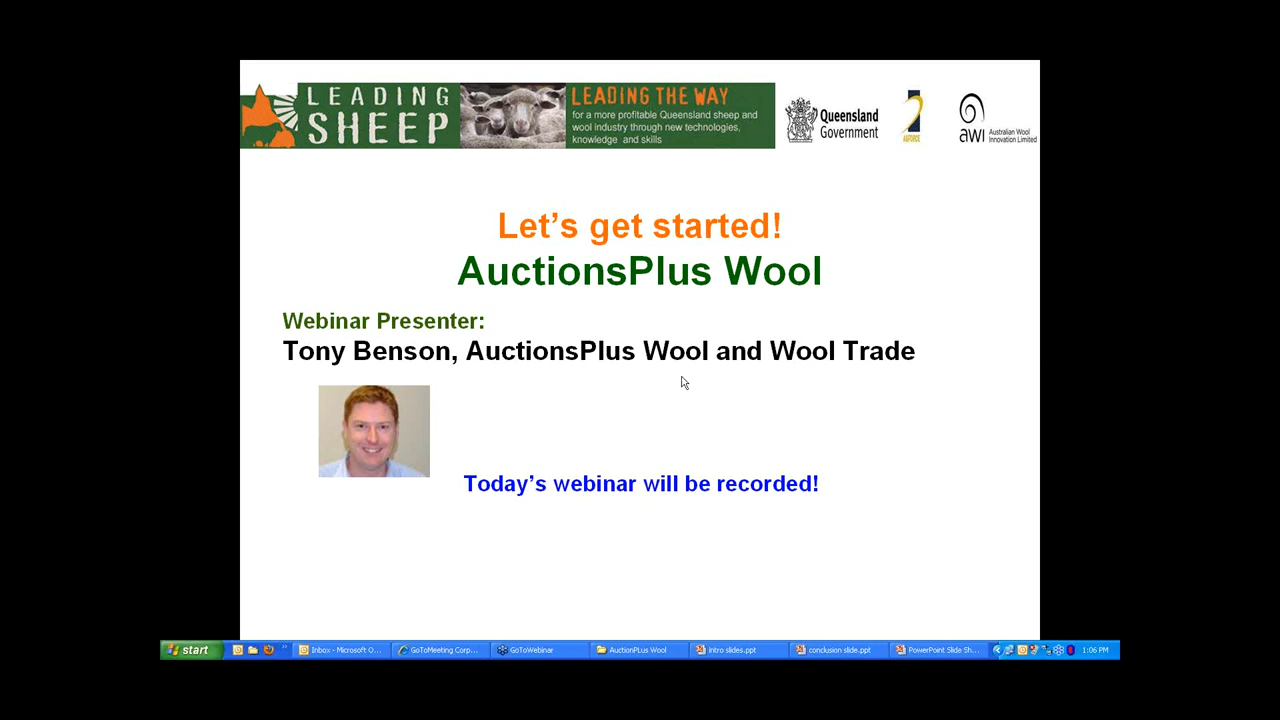 LEADING
SHEEP
LEADING THE WAY
for a more profitable Queensland sheep and
wool industry through new technologies,
knowledge and skills
Queensland
Government
AGFORCE
awi
Australian Wool
Innovation Limited
Let's get started!
AuctionsPlus Wool
Webinar Presenter:
Tony Benson, AuctionsPlus Wool and Wool Trade
Today's webinar will be recorded!
start
Inbox - Microsoft O...
GoToMeeting Corp...
GoToWebinar
AuctionPLus Wool
intro slides.ppt
conclusion slide.ppt
PowerPoint Slide Sh...
1:06 PM